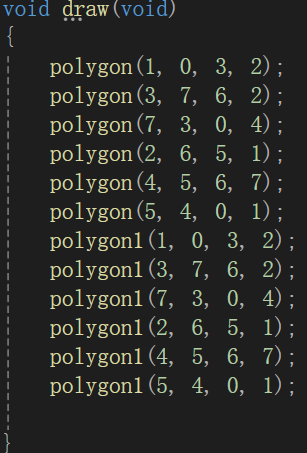 void draw(void)
{
polygon(1, 0, 3, 2);
polygon(3, 7, 6, 2);
polygon(7, 3, 0, 4);
polygon(2, 6, 5, 1);
polygon(4, 5, 6, 7);
polygon(5, 4, 0, 1);
polygon1(1, 0, 3, 2);
polygon1(3, 7, 6, 2);
polygon1(7, 3, 0, 4);
polygon1(2, 6, 5, 1);
polygon1(4, 5, 6, 7);
polygon1(5, 4, 0, 1);
}